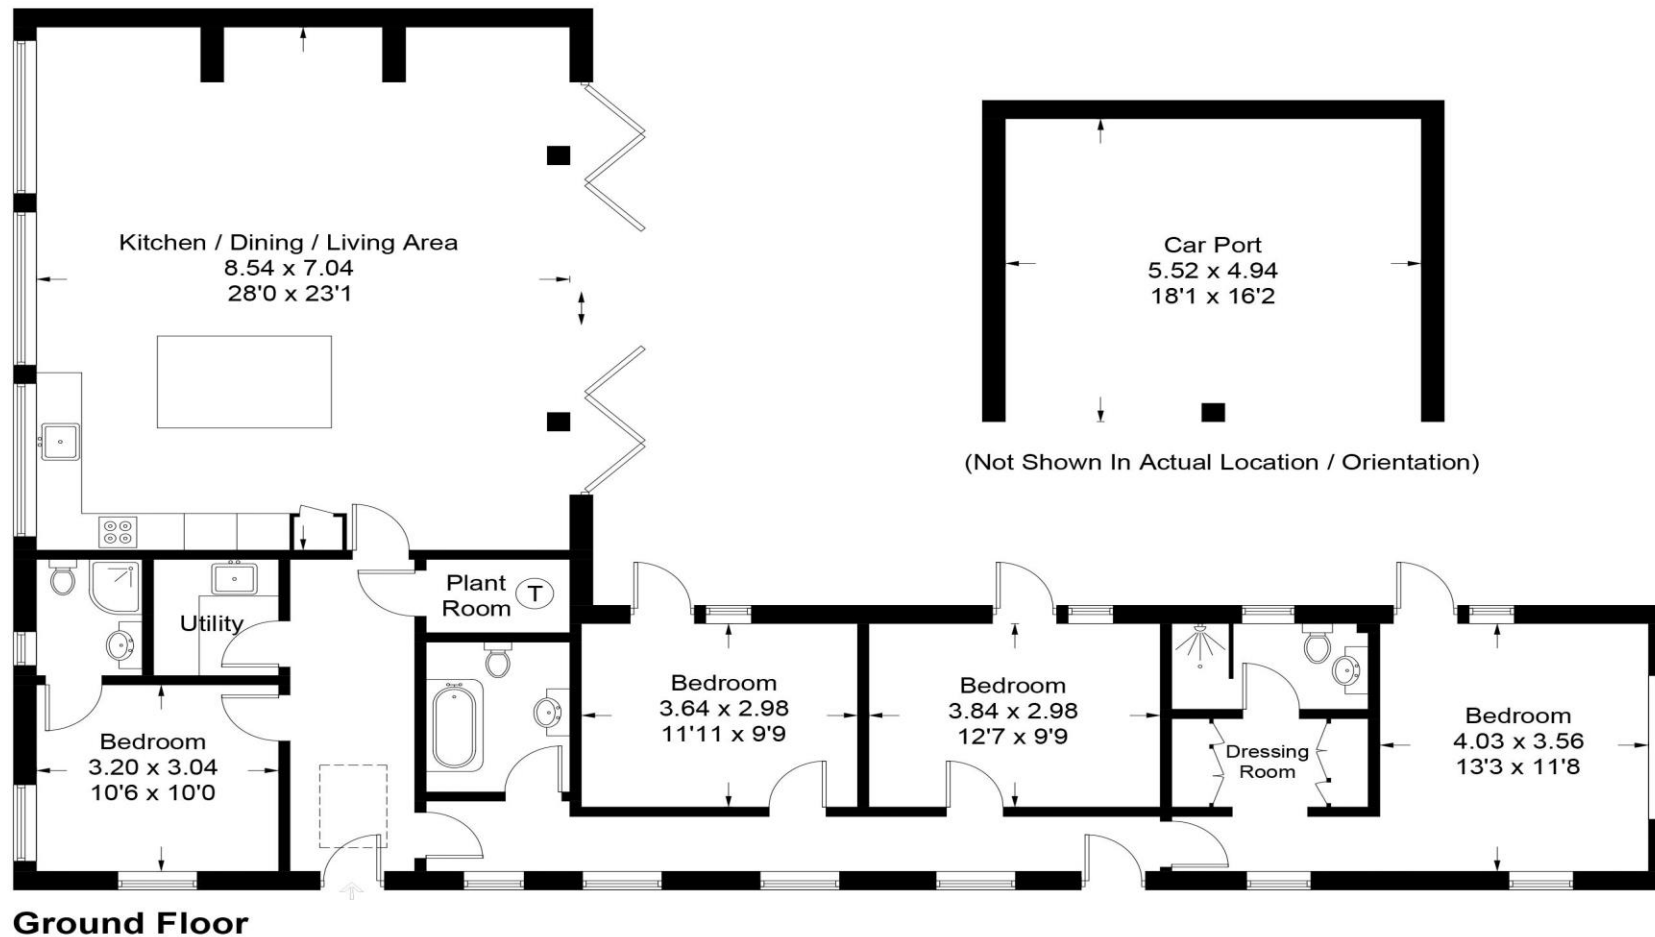 Kitchen / Dining / Living Area
8.54 x 7.04
28'0 x 23'1
Car Port
5.52 x 4.94
18'1 x 16'2
(Not Shown In Actual Location / Orientation)
Plant
Room
T
Utility
Bedroom
3.20 x 3.04
10'6 x 10'0
Bedroom
3.64 x 2.98
11'11 x 9'9
Bedroom
3.84 x 2.98
12'7 x 9'9
Dressing
Room
Bedroom
4.03 x 3.56
13'3 x 11'8
Ground Floor